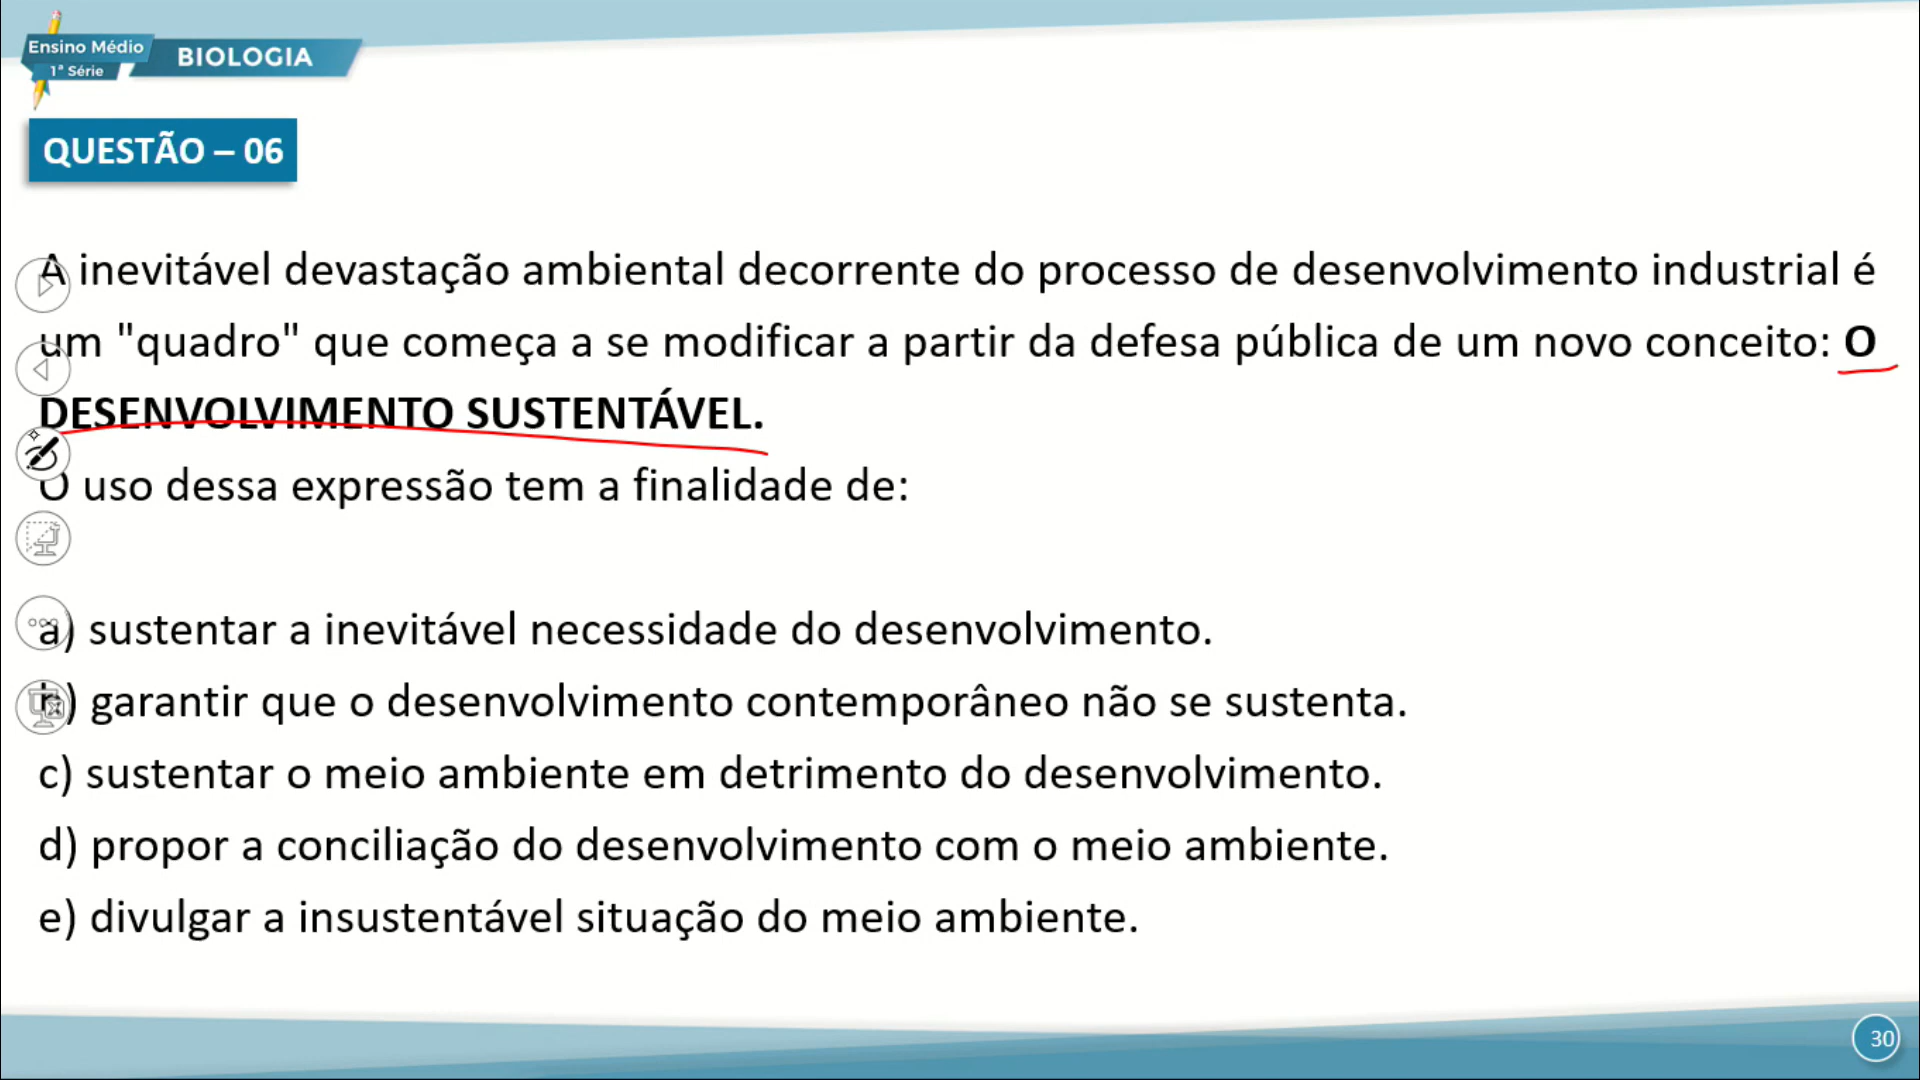 Ensino Médio
1ª Série
BIOLOGIA
QUESTÃO – 06
A inevitável devastação ambiental decorrente do processo de desenvolvimento industrial é
um "quadro" que começa a se modificar a partir da defesa pública de um novo conceito: O
DESENVOLVIMENTO SUSTENTÁVEL.
O uso dessa expressão tem a finalidade de:
a) sustentar a inevitável necessidade do desenvolvimento.
b) garantir que o desenvolvimento contemporâneo não se sustenta.
c) sustentar o meio ambiente em detrimento do desenvolvimento.
d) propor a conciliação do desenvolvimento com o meio ambiente.
e) divulgar a insustentável situação do meio ambiente.
30